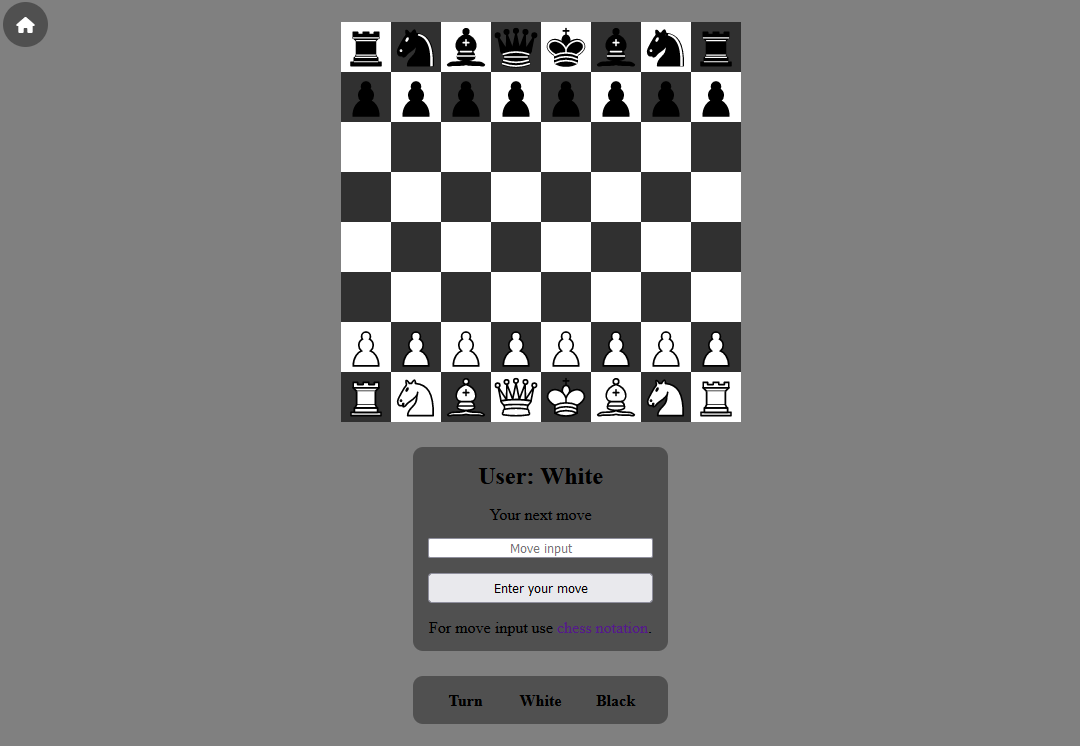 User: White
Your next move
Move input
Enter your move
For move input use chess notation.
Turn White Black